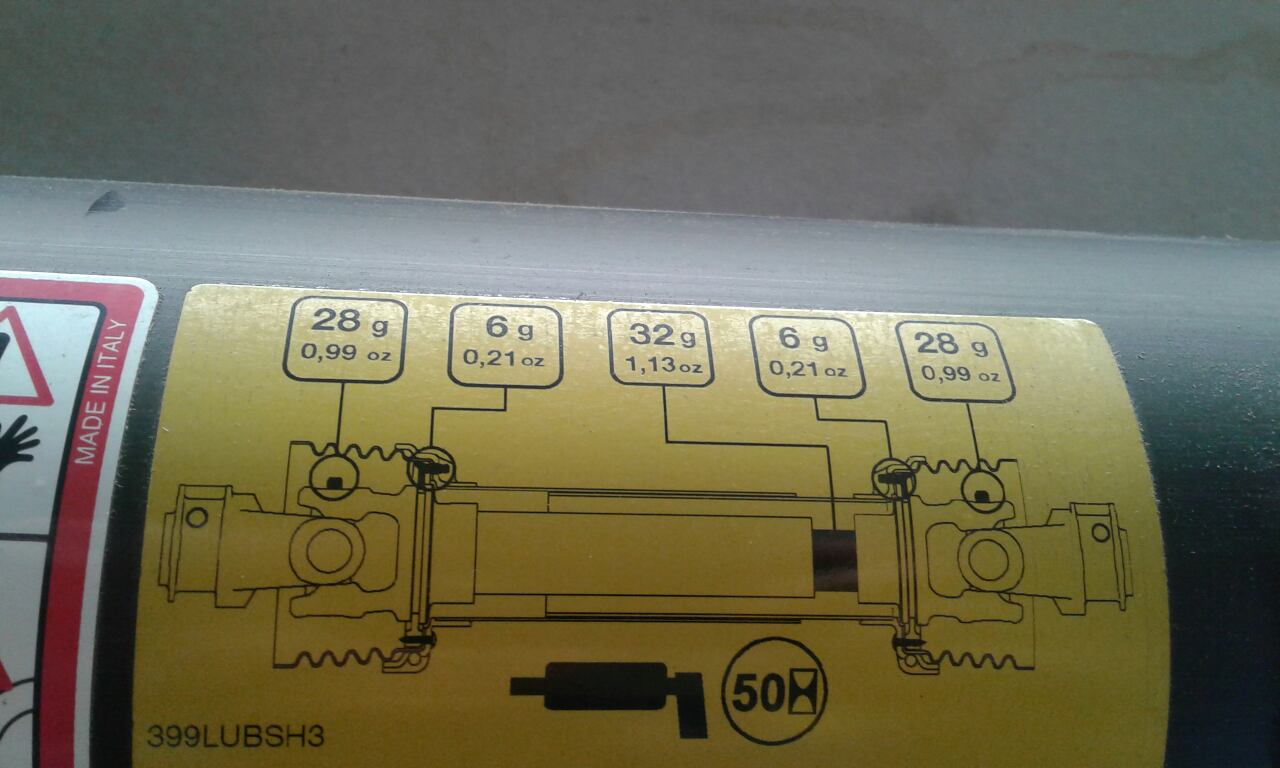 28 g
0,99 oz
6 g
0,21 oz
32 g
1,13 oz
6 g
0,21 oz
28 g
0,99 oz
MADE IN ITALY
50
399LUBSH3